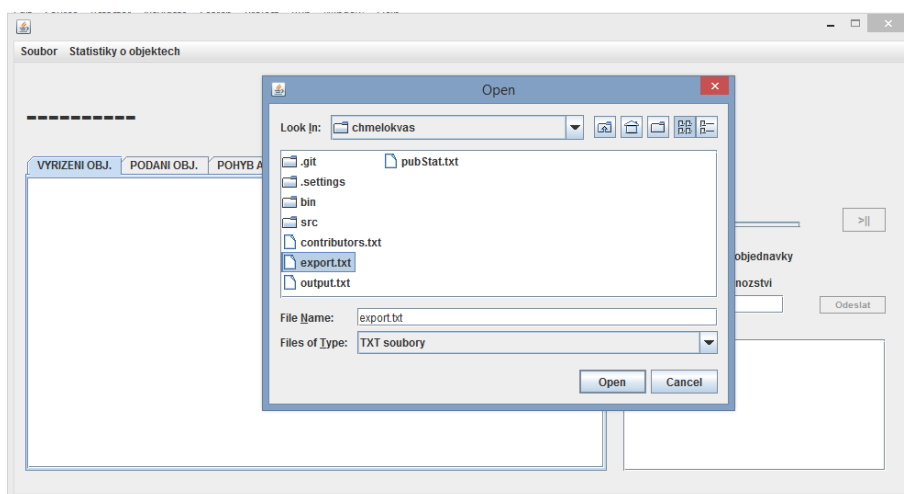 Soubor Statistiky o objektech
Open
----------
Look In: chmelokvas
VYRIZENI OBJ. PODANI OBJ. POHYB A
.git pubStat.txt
.settings
bin
src
contributors.txt
export.txt
output.txt
>||
objednavky
nozstvi
File Name: export.txt
Odeslat
Files of Type: TXT soubory
Open Cancel